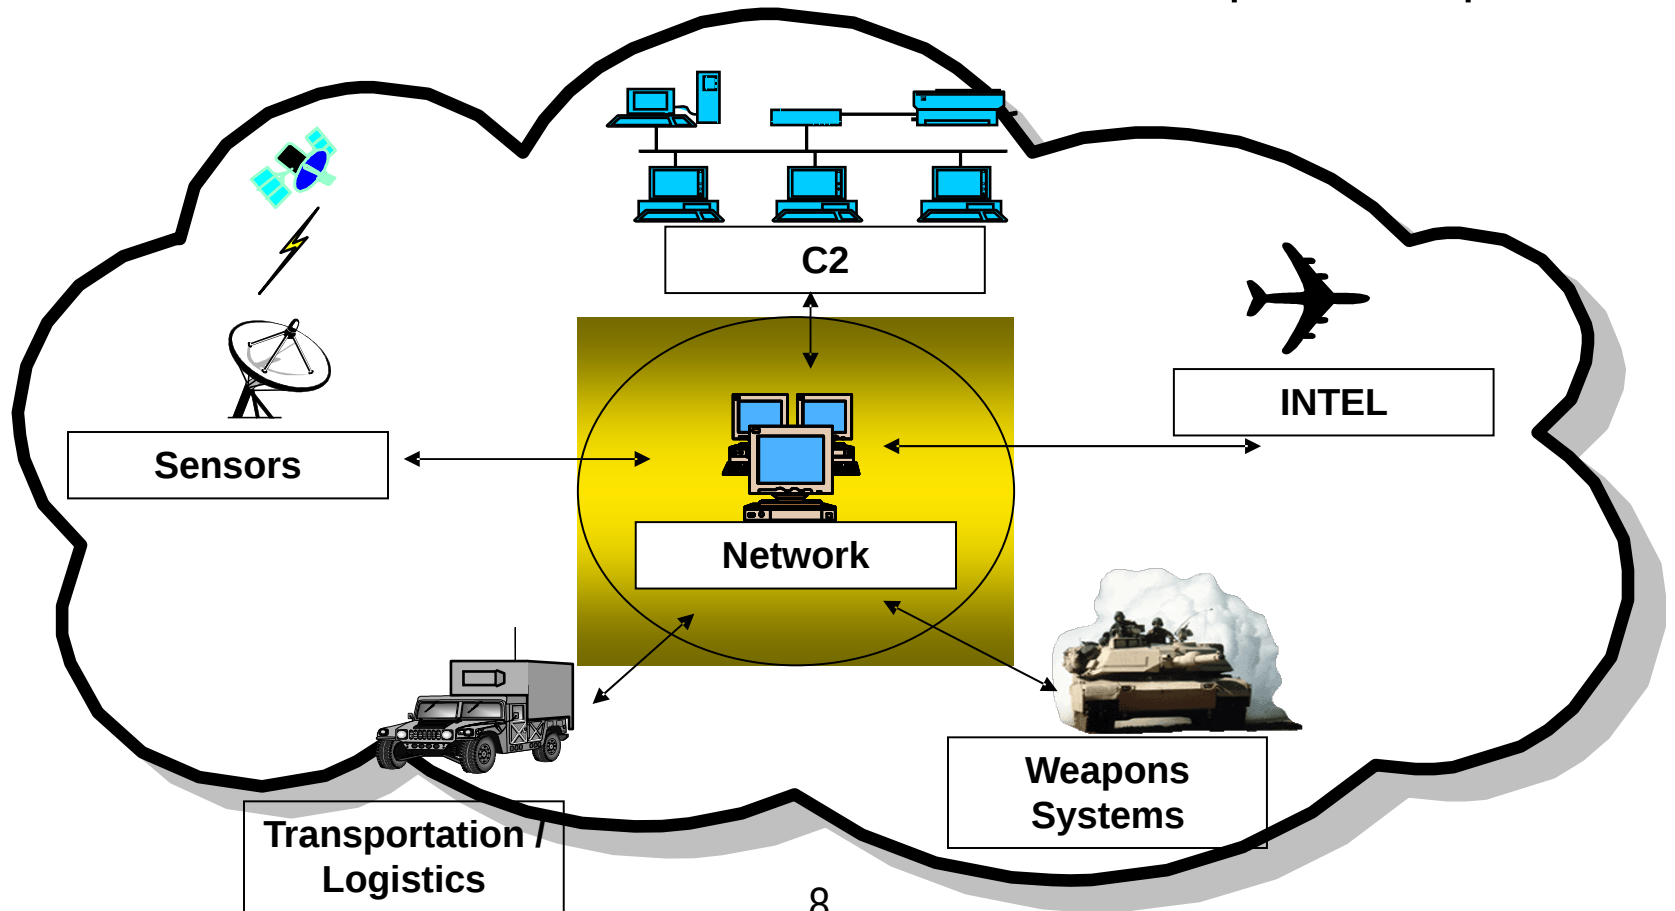 C2
INTEL
Sensors
Network
Weapons
Systems
Transportation /
Logistics
8